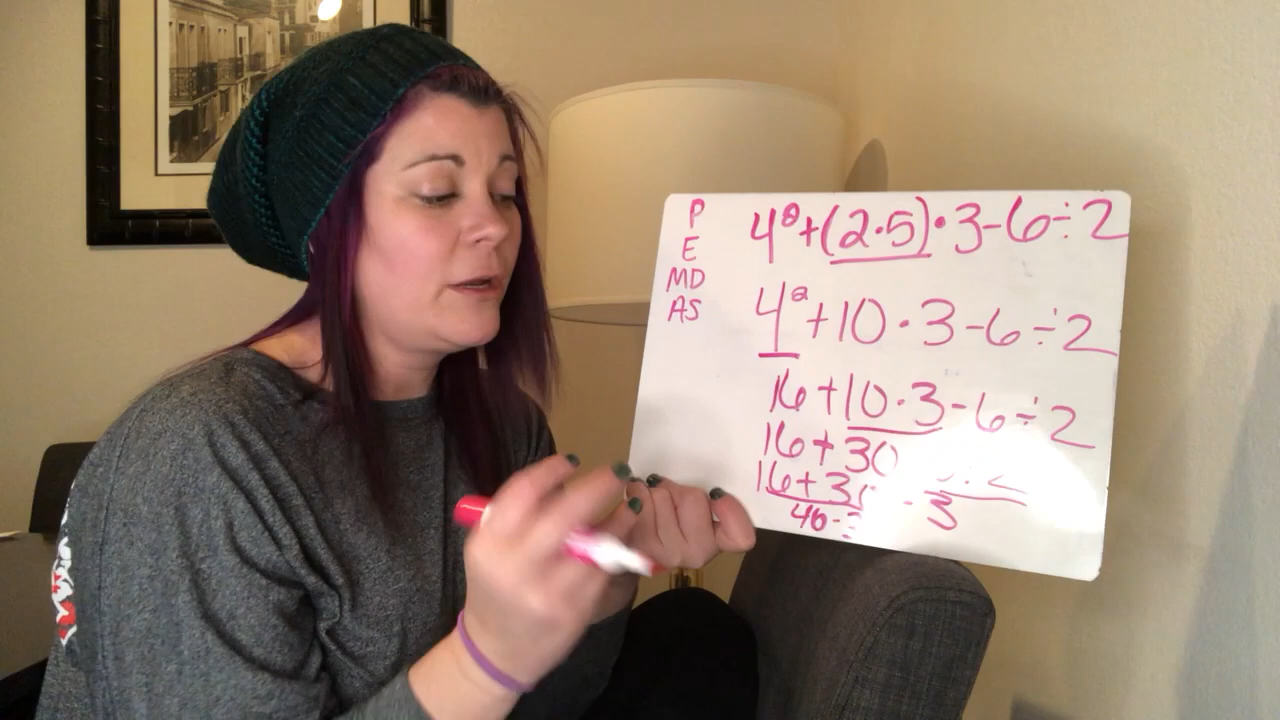 P
E
MD
AS
4²+(2·5)·3-6÷2
4²+10·3-6÷2
16+10·3-6÷2
16+30
16+3 - 3
46-